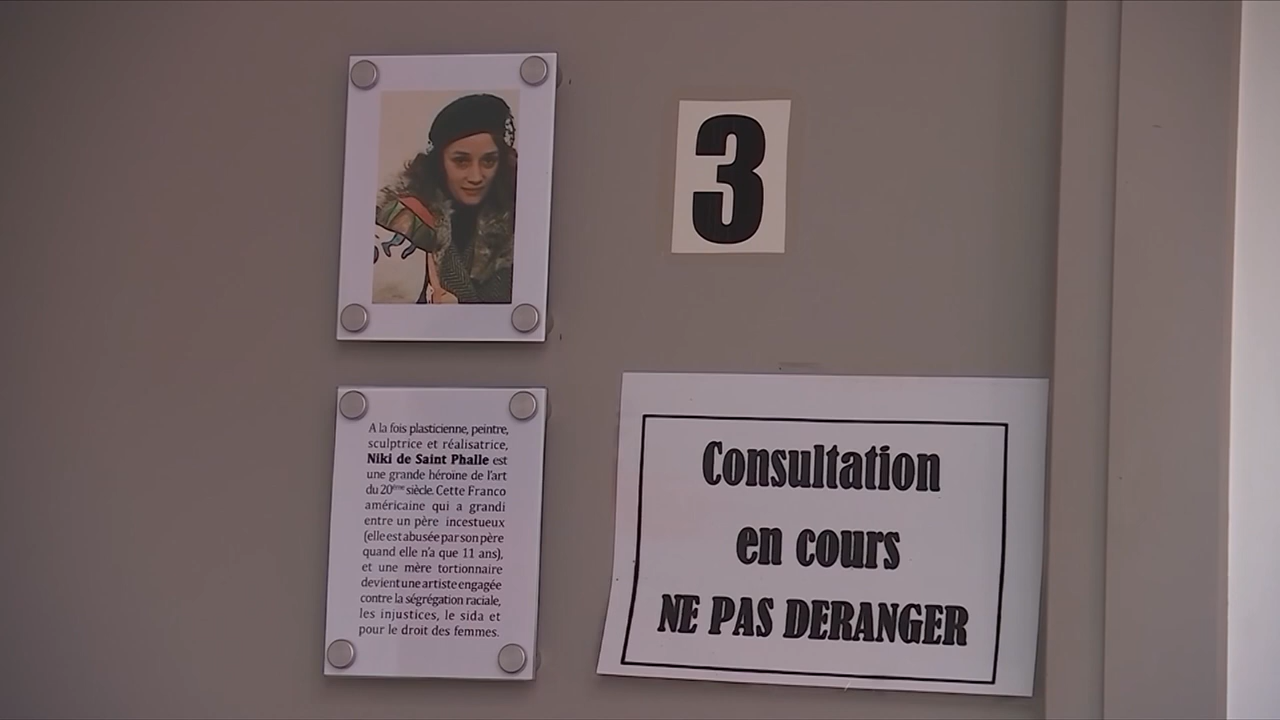 3
A la fois plasticienne, peintre,
sculptrice et réalisatrice,
Niki de Saint Phalle est
une grande héroïne de l'art
du 20ème siècle. Cette Franco
américaine qui a grandi
entre un père incestueux
(elle est abusée par son père
quand elle n'a que 11 ans),
et une mère tortionnaire
devient une artiste engagée
contre la ségrégation raciale,
les injustices, le sida et
pour le droit des femmes.
Consultation
en cours
NE PAS DERANGER